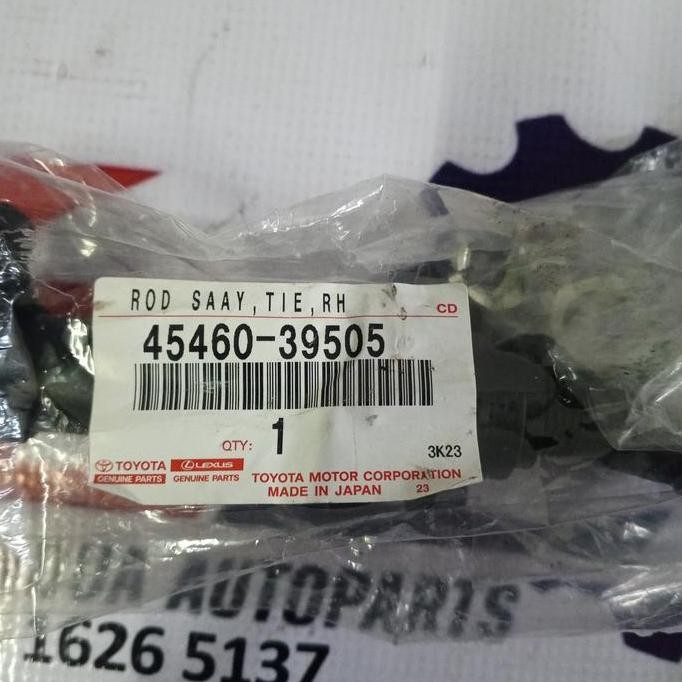 ROD SAAY,TIE,RH
CD
45460-39505
QTY: 1
3K23
TOYOTA LEXUS
GENUINE PARTS GENUINE PARTS
TOYOTA MOTOR CORPORATION
MADE IN JAPAN 23
AUTOPARTS
1626 5137